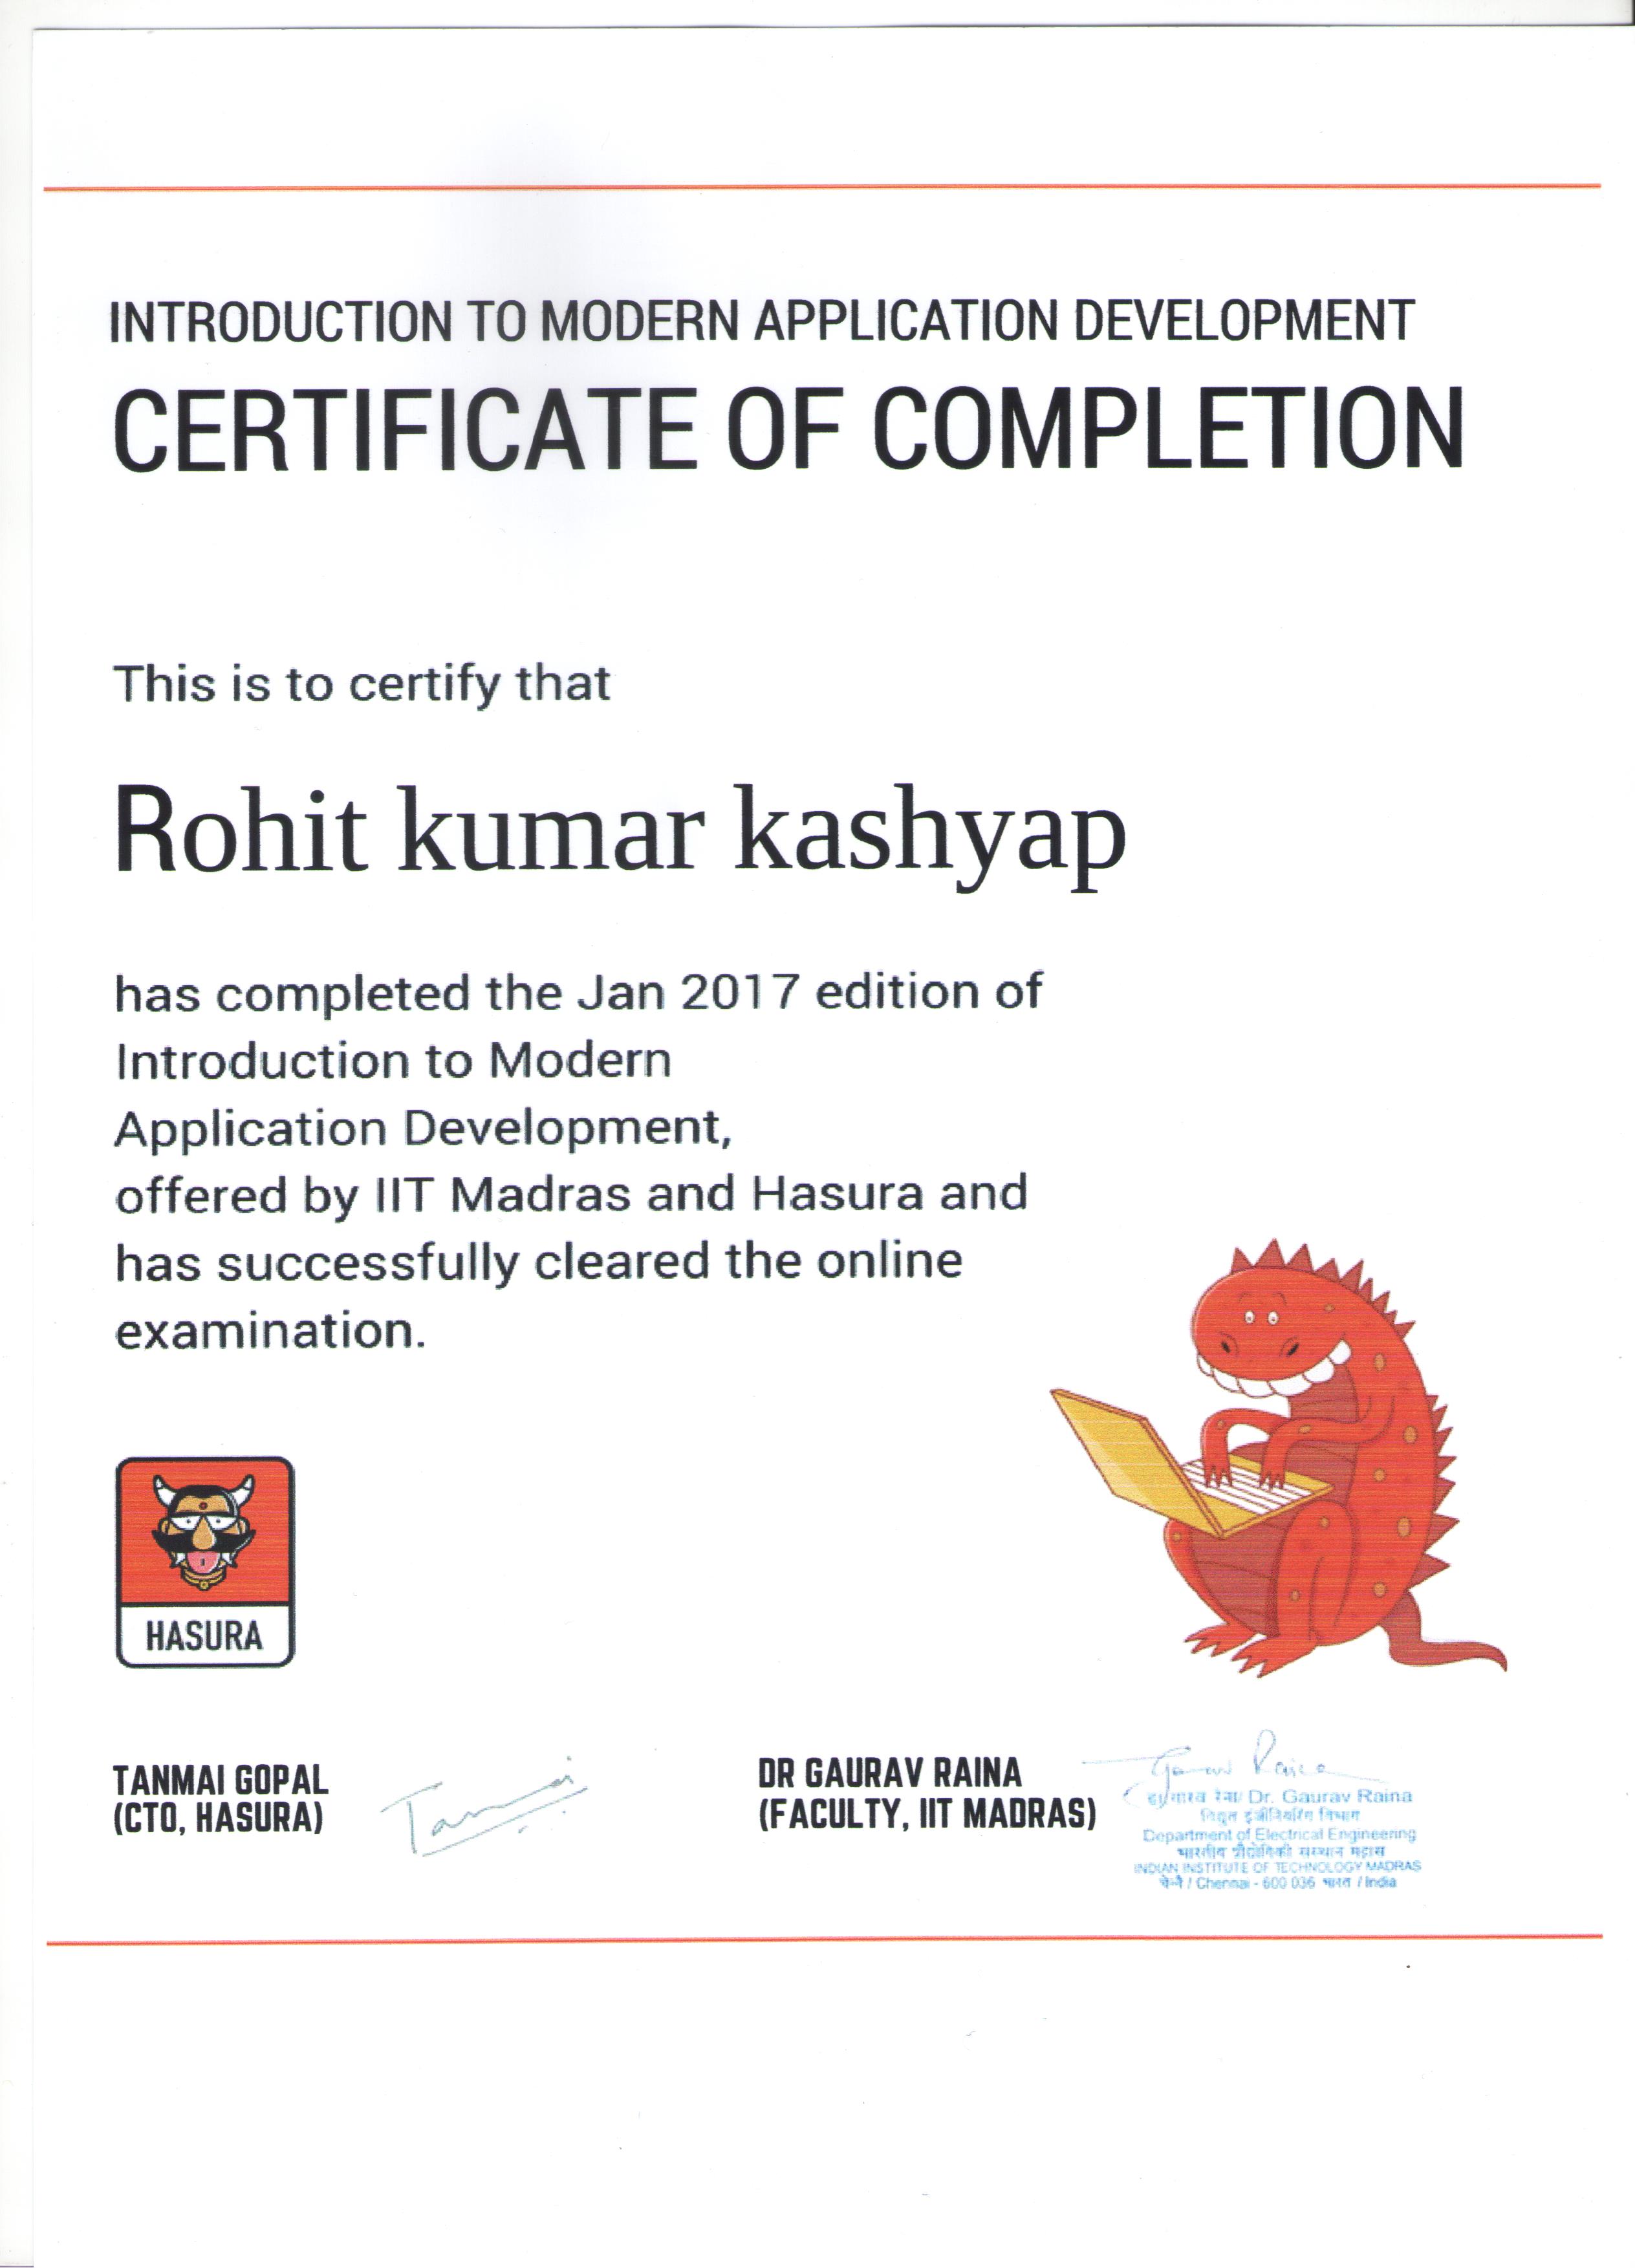 INTRODUCTION TO MODERN APPLICATION DEVELOPMENT
CERTIFICATE OF COMPLETION
This is to certify that
Rohit kumar kashyap
has completed the Jan 2017 edition of
Introduction to Modern
Application Development,
offered by IIT Madras and Hasura and
has successfully cleared the online
examination.
HASURA
TANMAI GOPAL
(CTO, HASURA)
Tanmai
DR GAURAV RAINA
(FACULTY, IIT MADRAS)
Gaurav Raina
रैना/ Dr. Gaurav Raina
विद्युत इंजीनियरिंग विभाग
Department of Electrical Engineering
भारतीय प्रौद्योगिकी संस्थान मद्रास
INDIAN INSTITUTE OF TECHNOLOGY MADRAS
चेन्नै / Chennai - 600 036 भारत / India